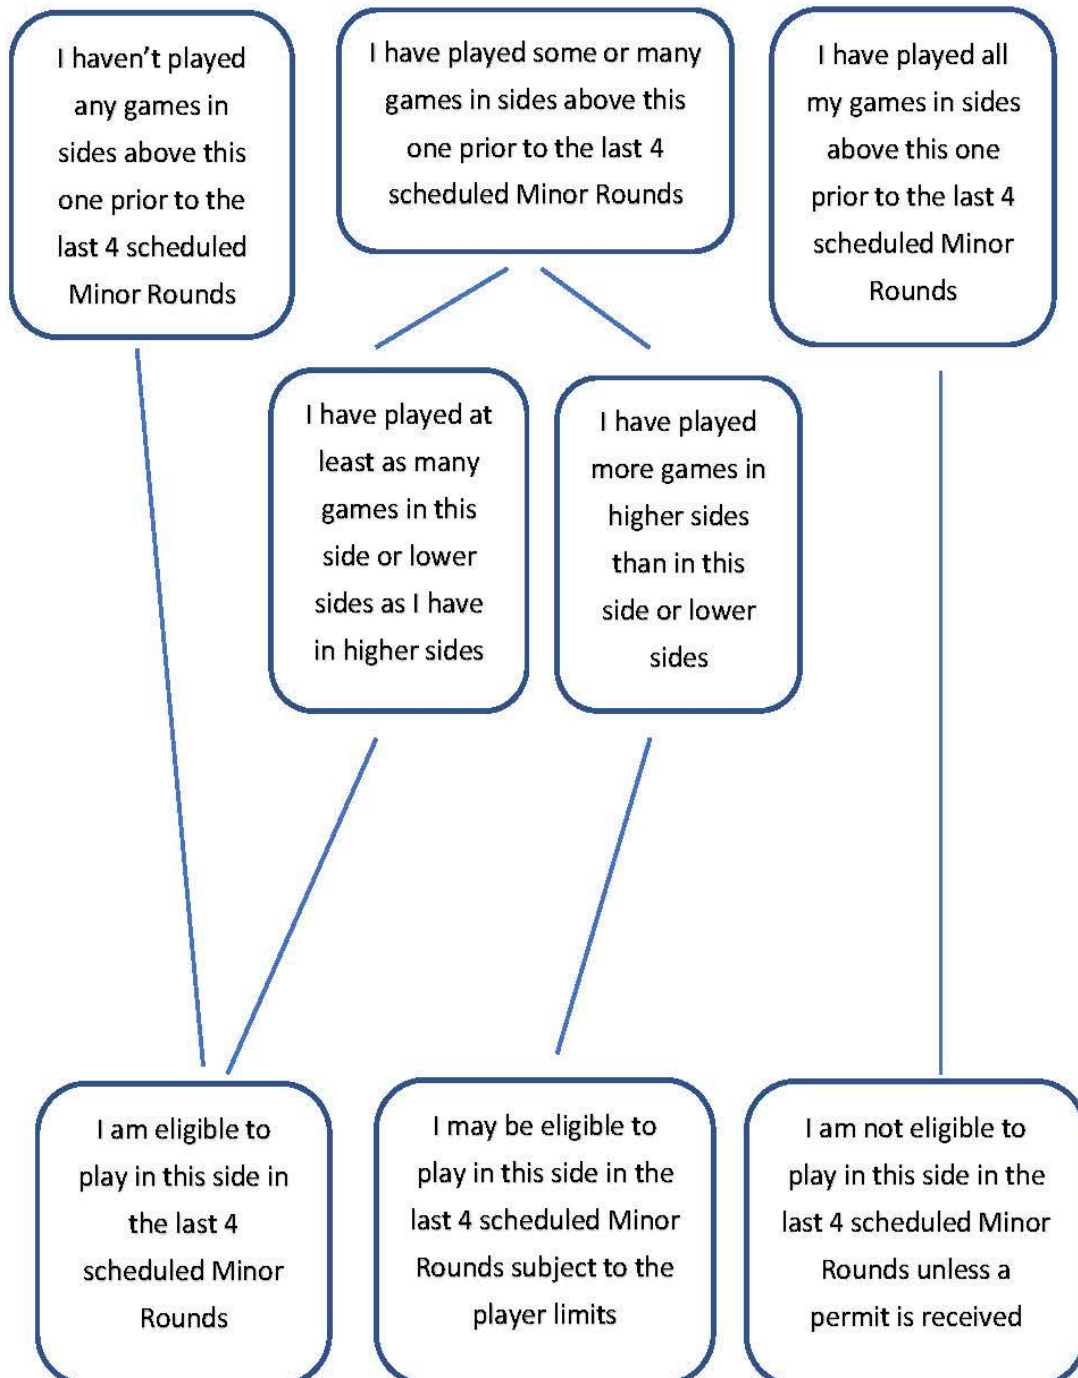 I haven't played
any games in
sides above this
one prior to the
last 4 scheduled
Minor Rounds
I have played some or many
games in sides above this
one prior to the last 4
scheduled Minor Rounds
I have played all
my games in sides
above this one
prior to the last 4
scheduled Minor
Rounds
I have played at
least as many
games in this
side or lower
sides as I have
in higher sides
I have played
more games in
higher sides
than in this
side or lower
sides
I am eligible to
play in this side in
the last 4
scheduled Minor
Rounds
I may be eligible to
play in this side in the
last 4 scheduled Minor
Rounds subject to the
player limits
I am not eligible to
play in this side in the
last 4 scheduled Minor
Rounds unless a
permit is received